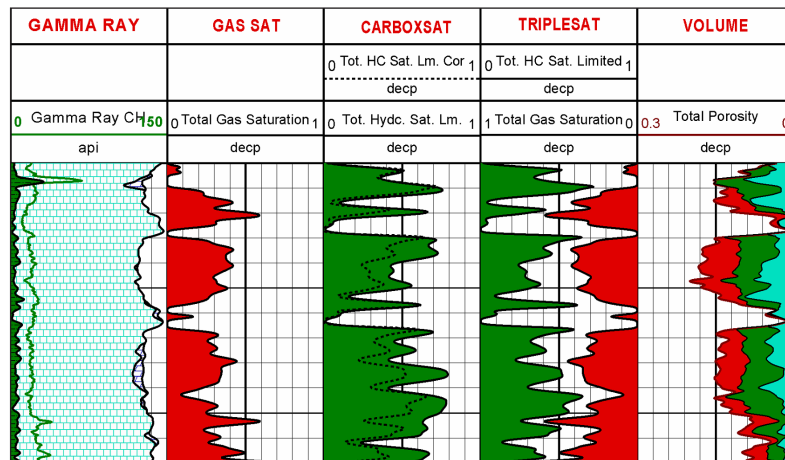 GAMMA RAY GAS SAT CARBOXSAT TRIPLESAT VOLUME
0 Tot. HC Sat. Lm. Cor 1 0 Tot. HC Sat. Limited 1
decp decp
0 Gamma Ray CH 150 0 Total Gas Saturation 1 0 Tot. Hydc. Sat. Lm. 1 1 Total Gas Saturation 0 0.3 Total Porosity 0
api decp decp decp decp